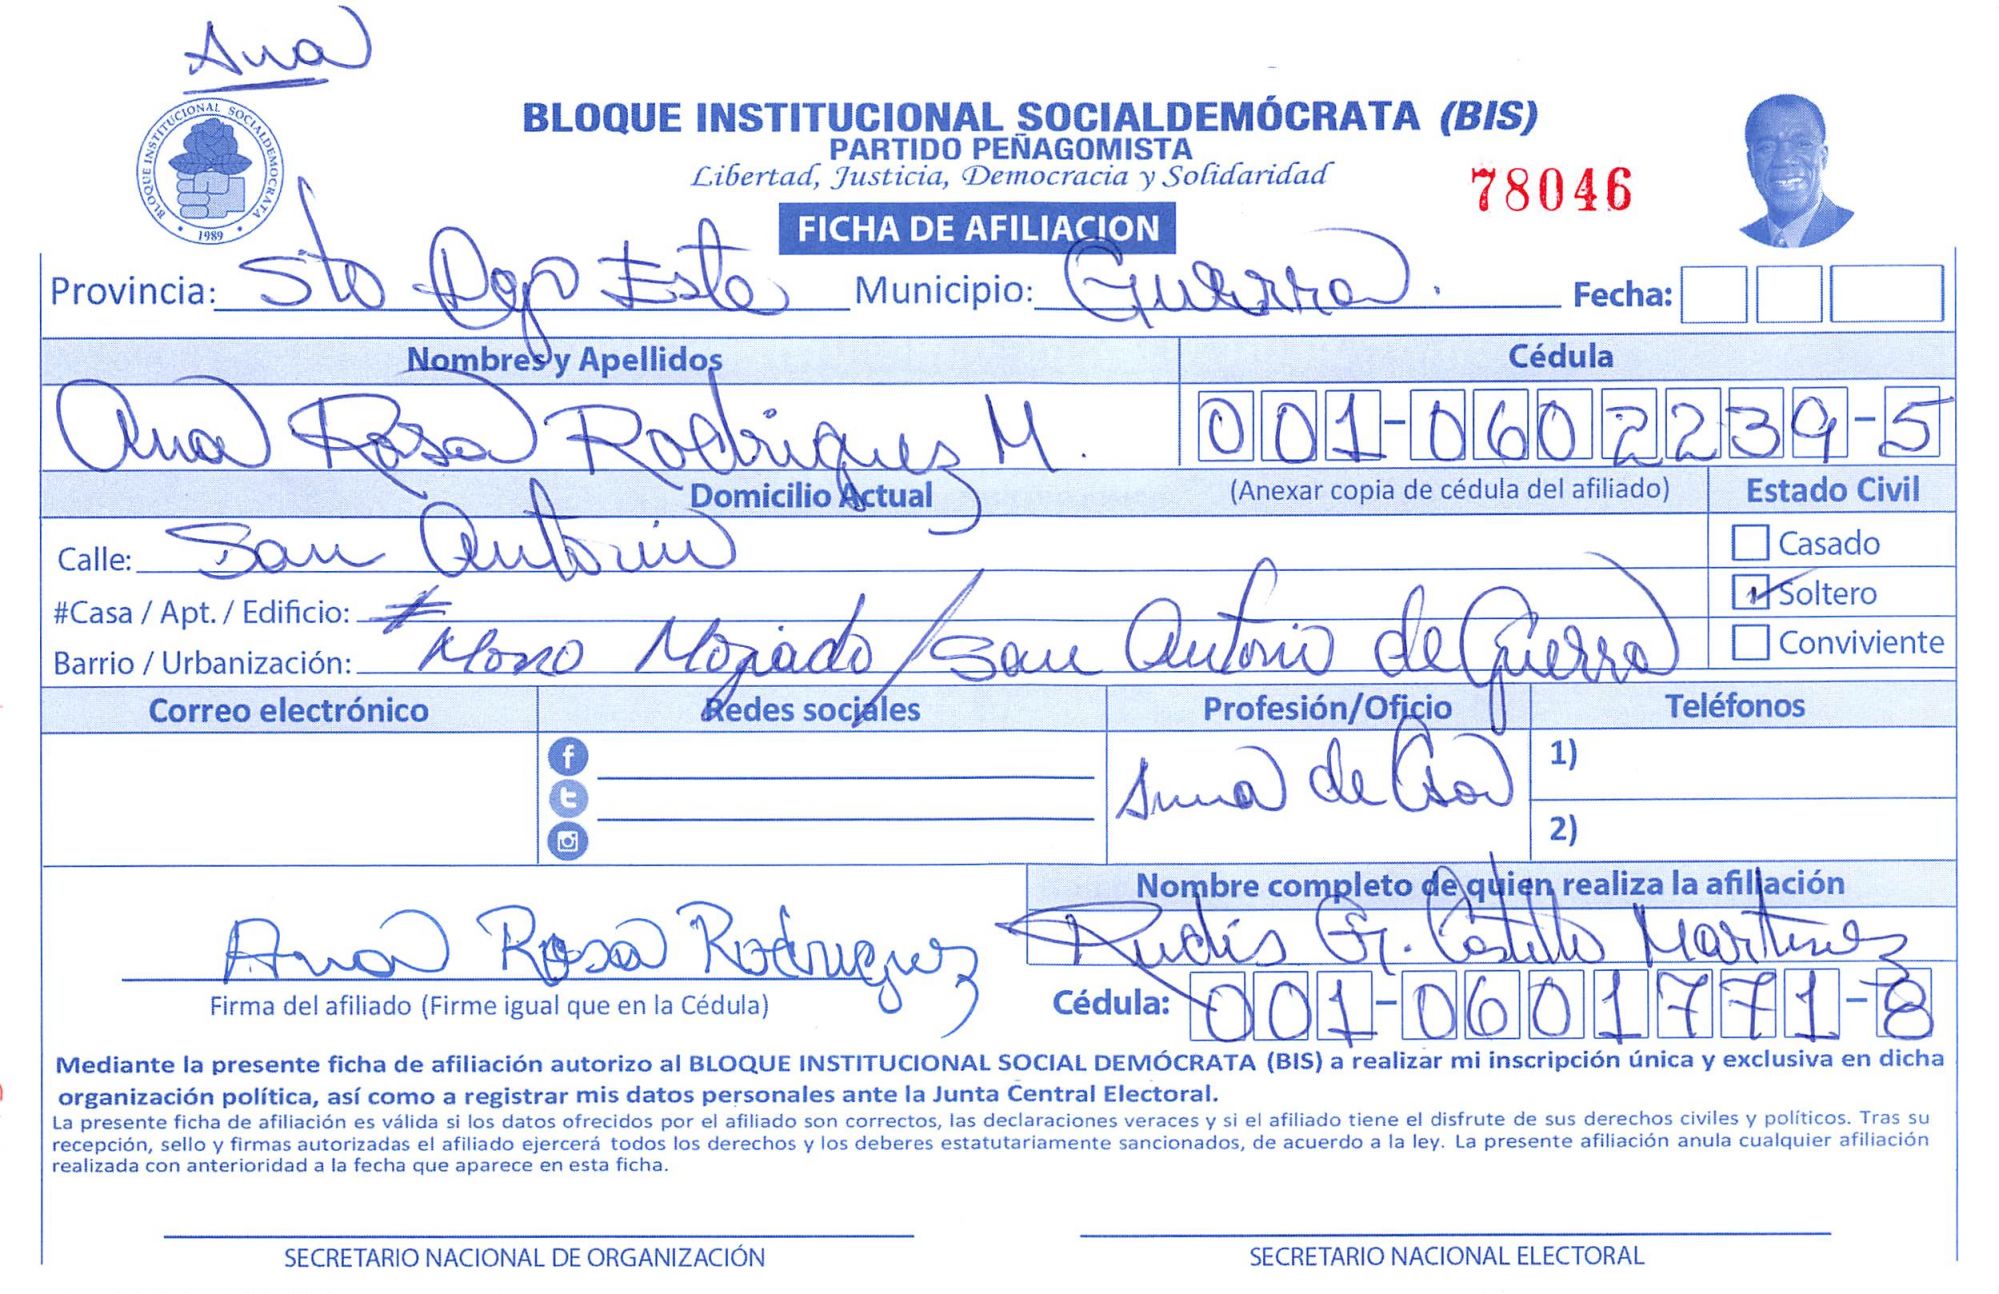 Ana
BLOQUE INSTITUCIONAL SOCIALDEMOCRATA
1989
BLOQUE INSTITUCIONAL SOCIALDEMÓCRATA (BIS)
PARTIDO PEÑAGOMISTA
Libertad, Justicia, Democracia y Solidaridad
78046
FICHA DE AFILIACION
Provincia: Sto Dgo Este Municipio: Guerra. Fecha:
Nombres y Apellidos Cédula
Ana Rosa Rodriguez M. 001-0602239-5
Domicilio Actual (Anexar copia de cédula del afiliado) Estado Civil
Calle: San Antonio Casado
#Casa / Apt. / Edificio: # Soltero
Barrio / Urbanización: Mono Mojado / San Antonio de Guerra Conviviente
Correo electrónico Redes sociales Profesión/Oficio Teléfonos
1)
Ama de Casa
2)
Nombre completo de quien realiza la afiliación
Ana Rosa Rodriguez Rudis Gr. Castillo Martinez
Firma del afiliado (Firme igual que en la Cédula) Cédula: 001-0601771-8
Mediante la presente ficha de afiliación autorizo al BLOQUE INSTITUCIONAL SOCIAL DEMÓCRATA (BIS) a realizar mi inscripción única y exclusiva en dicha
organización política, así como a registrar mis datos personales ante la Junta Central Electoral.
La presente ficha de afiliación es válida si los datos ofrecidos por el afiliado son correctos, las declaraciones veraces y si el afiliado tiene el disfrute de sus derechos civiles y políticos. Tras su
recepción, sello y firmas autorizadas el afiliado ejercerá todos los derechos y los deberes estatutariamente sancionados, de acuerdo a la ley. La presente afiliación anula cualquier afiliación
realizada con anterioridad a la fecha que aparece en esta ficha.
SECRETARIO NACIONAL DE ORGANIZACIÓN SECRETARIO NACIONAL ELECTORAL